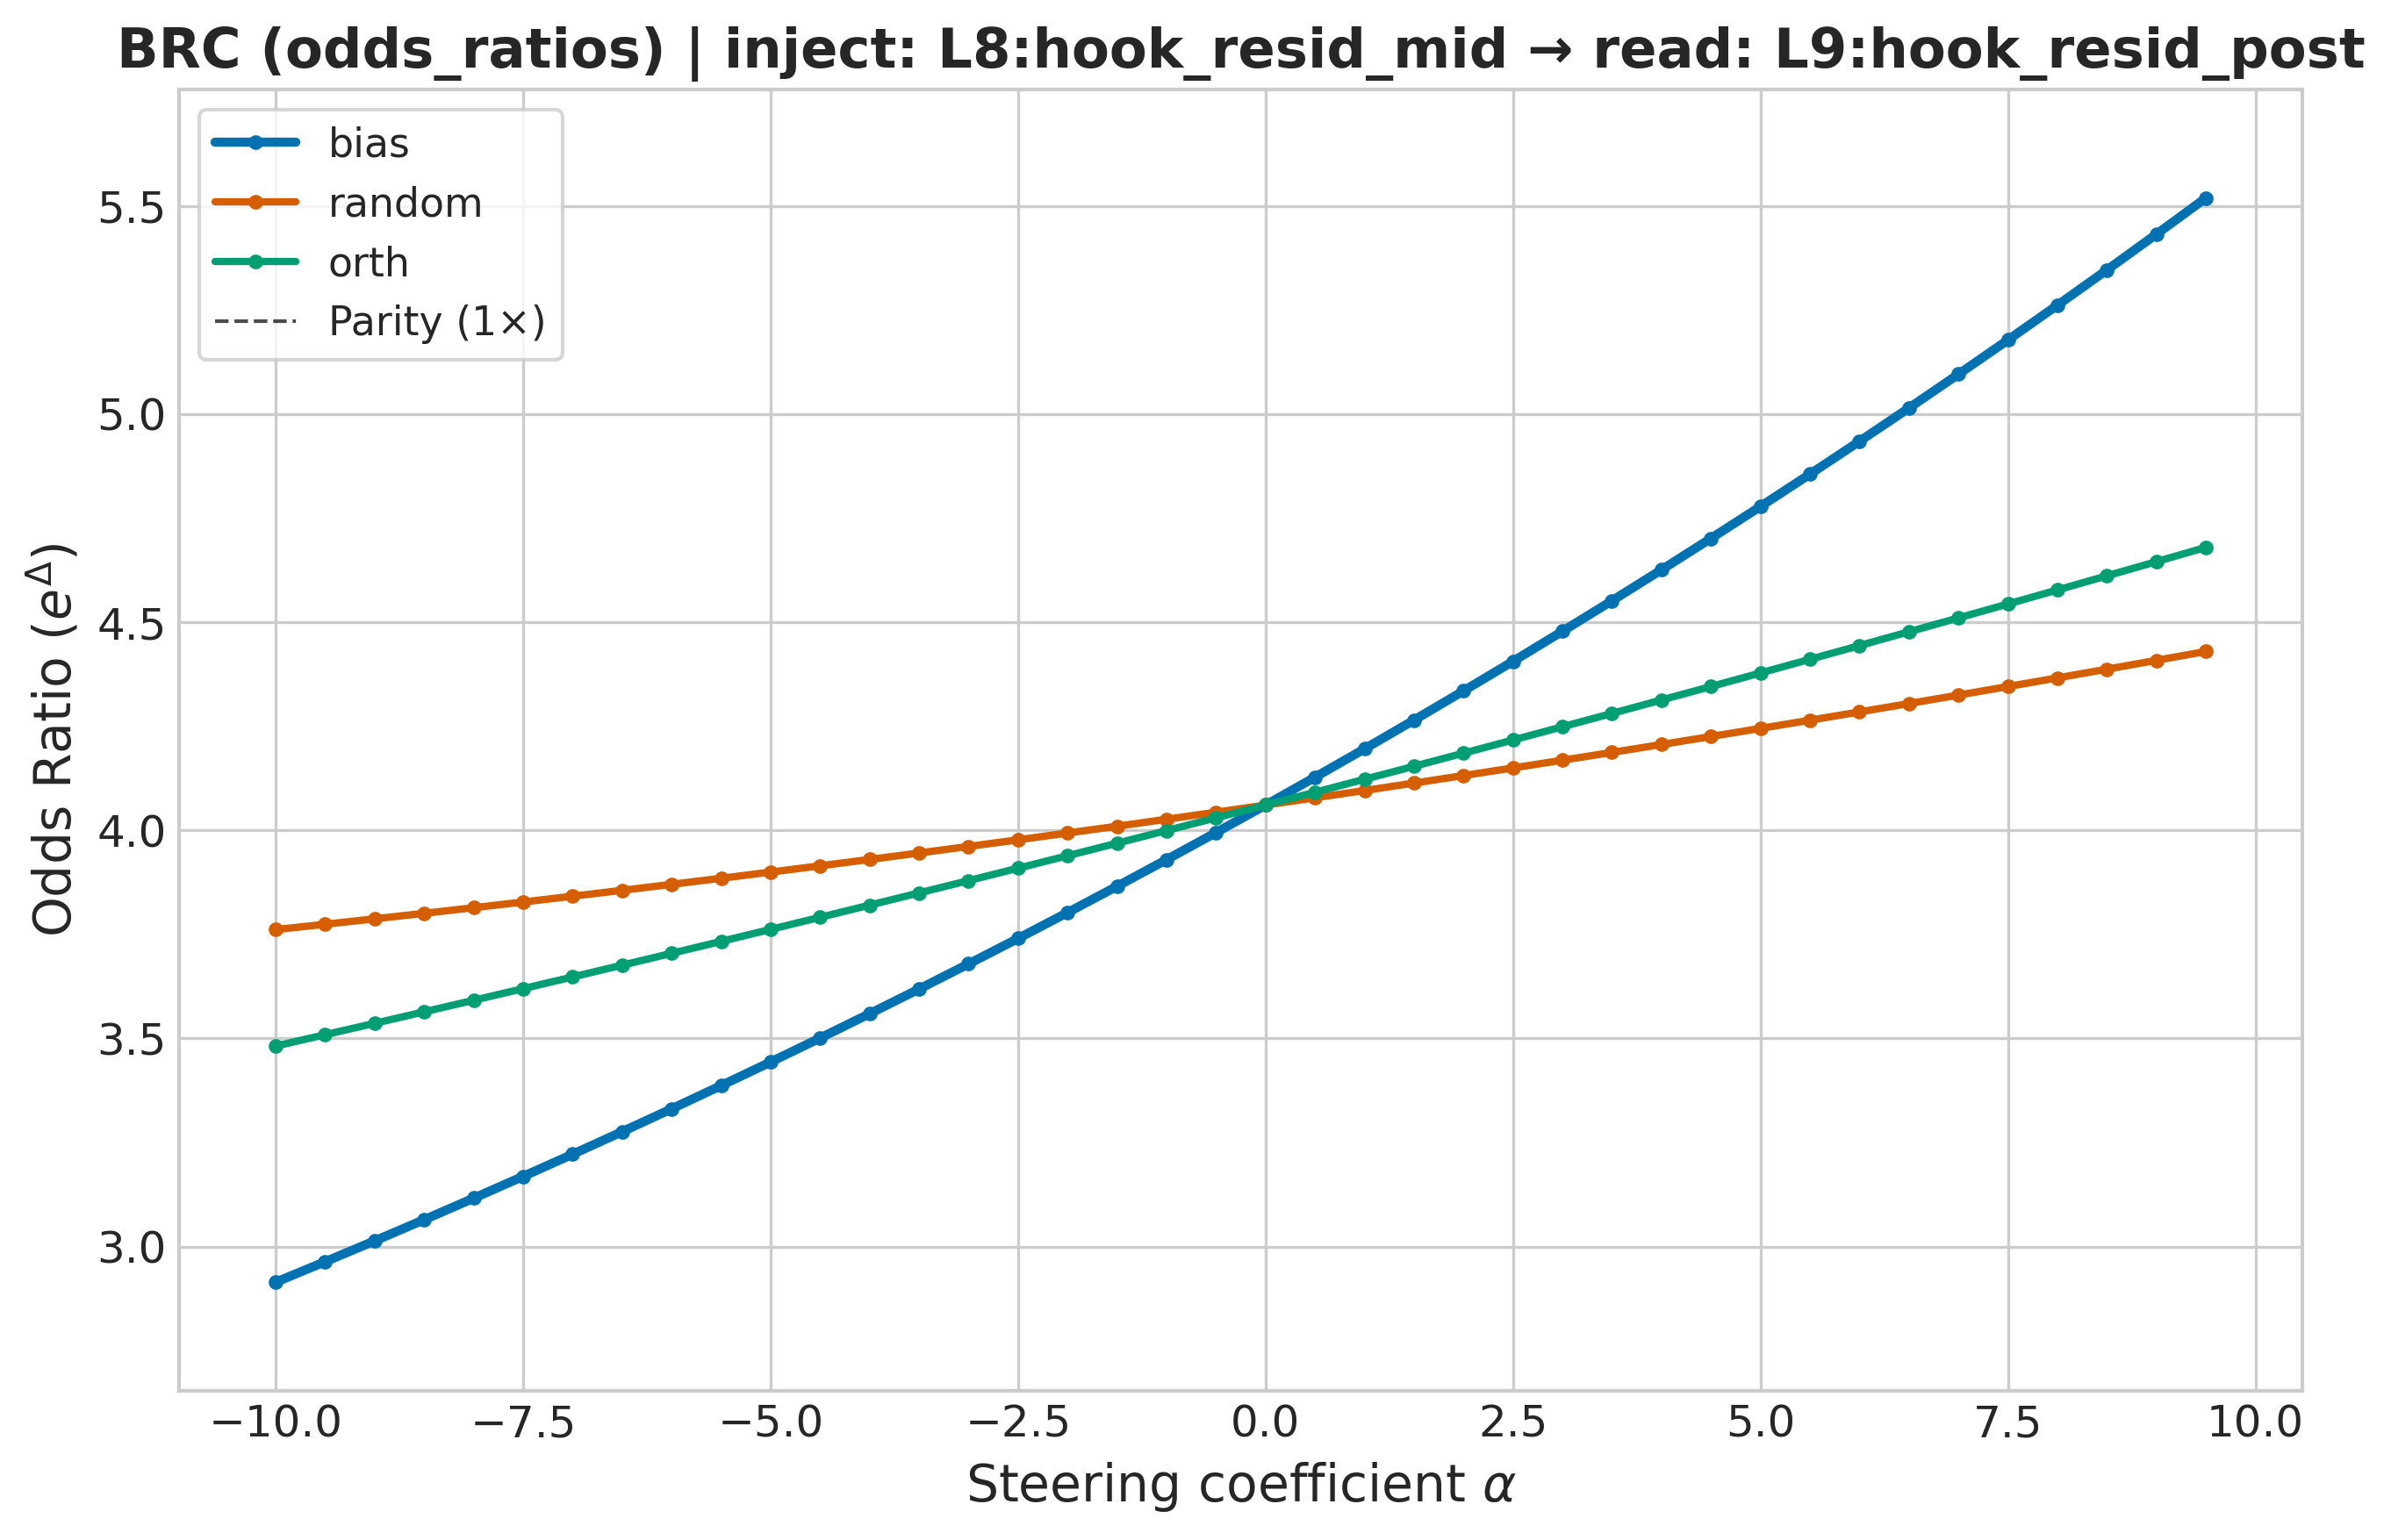 BRC (odds_ratios) | inject: L8:hook_resid_mid → read: L9:hook_resid_post
bias
random
orth
Parity (1×)
Odds Ratio (e^Δ)
5.5
5.0
4.5
4.0
3.5
3.0
−10.0
−7.5
−5.0
−2.5
0.0
2.5
5.0
7.5
10.0
Steering coefficient α